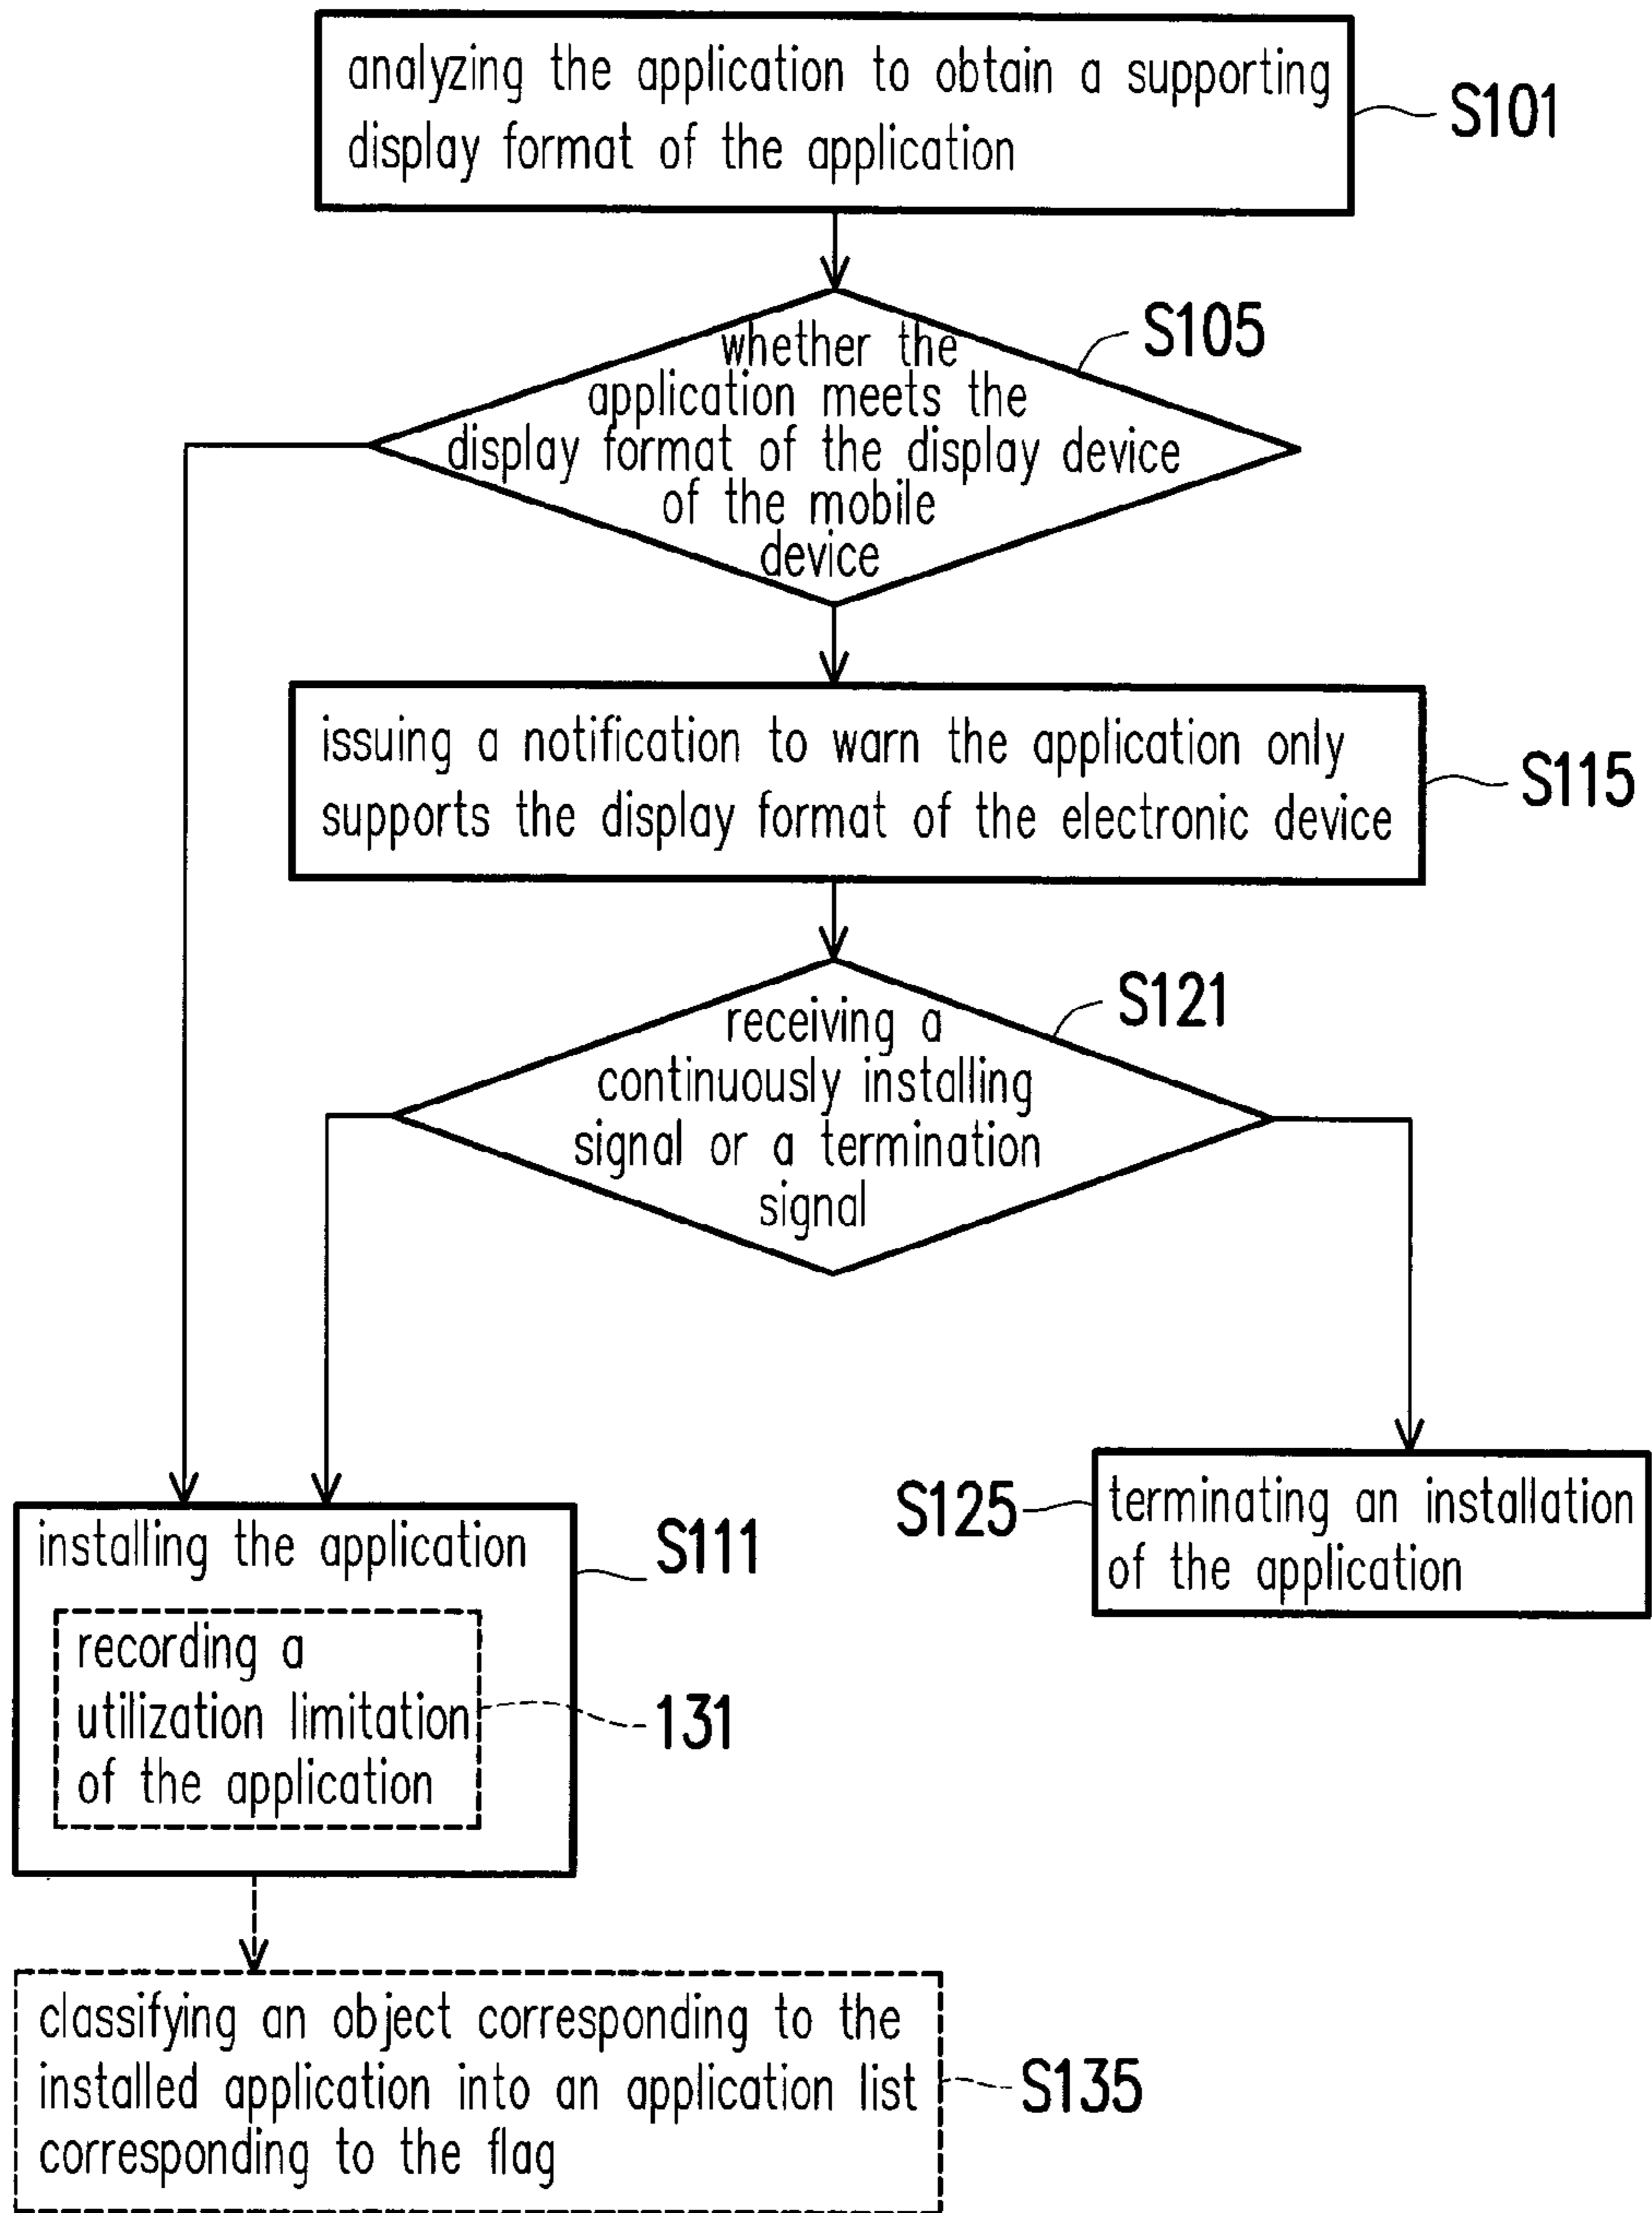 analyzing the application to obtain a supporting
display format of the application
S101
whether the
application meets the
display format of the display device
of the mobile
device
S105
issuing a notification to warn the application only
supports the display format of the electronic device
S115
receiving a
continuously installing
signal or a termination
signal
S121
installing the application
S111
recording a
utilization limitation
of the application
131
S125
terminating an installation
of the application
classifying an object corresponding to the
installed application into an application list
corresponding to the flag
S135